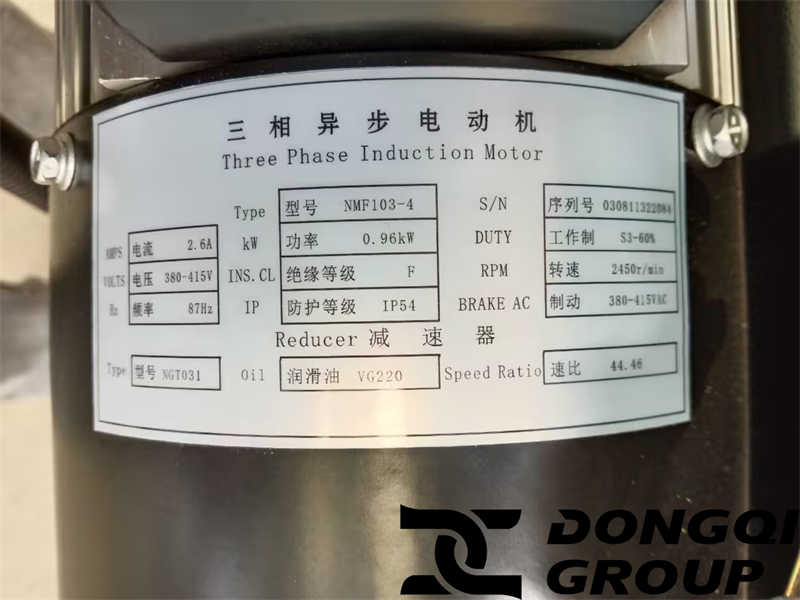 三相异步电动机
Three Phase Induction Motor
Type 型号 NMF103-4 S/N 序列号 030811322084
AMPS 电流 2.6A kW 功率 0.96kW DUTY 工作制 S3-60%
VOLTS 电压 380-415V INS.CL 绝缘等级 F RPM 转速 2450r/min
Hz 频率 87Hz IP 防护等级 IP54 BRAKE AC 制动 380-415VAC
Reducer 减速器
Type 型号 NGT031 Oil 润滑油 VG220 Speed Ratio 速比 44.46
DONGQI
GROUP